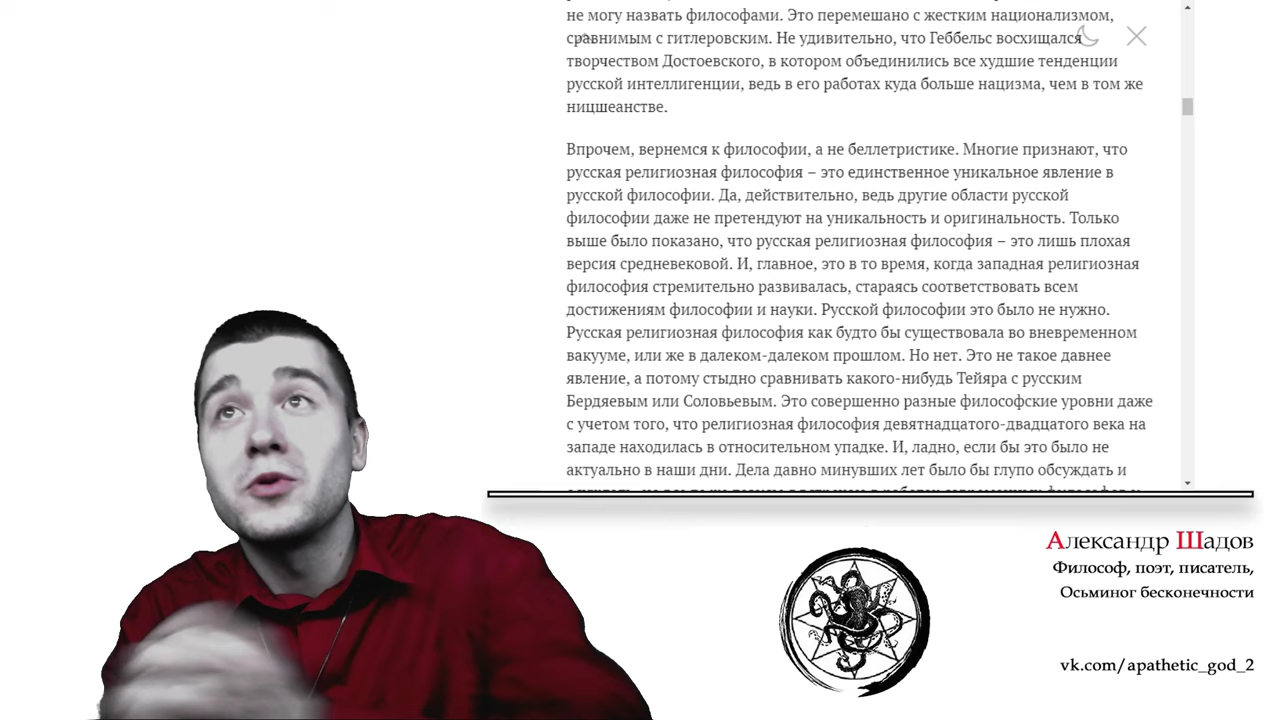 не могу назвать философами. Это перемешано с жестким национализмом,
сравнимым с гитлеровским. Не удивительно, что Геббельс восхищался
творчеством Достоевского, в котором объединились все худшие тенденции
русской интеллигенции, ведь в его работах куда больше нацизма, чем в том же
ницшеанстве.
Впрочем, вернемся к философии, а не беллетристике. Многие признают, что
русская религиозная философия – это единственное уникальное явление в
русской философии. Да, действительно, ведь другие области русской
философии даже не претендуют на уникальность и оригинальность. Только
выше было показано, что русская религиозная философия – это лишь плохая
версия средневековой. И, главное, это в то время, когда западная религиозная
философия стремительно развивалась, стараясь соответствовать всем
достижениям философии и науки. Русской философии это было не нужно.
Русская религиозная философия как будто бы существовала во вневременном
вакууме, или же в далеком-далеком прошлом. Но нет. Это не такое давнее
явление, а потому стыдно сравнивать какого-нибудь Тейяра с русским
Бердяевым или Соловьевым. Это совершенно разные философские уровни даже
с учетом того, что религиозная философия девятнадцатого-двадцатого века на
западе находилась в относительном упадке. И, ладно, если бы это было не
актуально в наши дни. Дела давно минувших лет было бы глупо обсуждать и
Александр Шадов
Философ, поэт, писатель,
Осьминог бесконечности
vk.com/apathetic_god_2